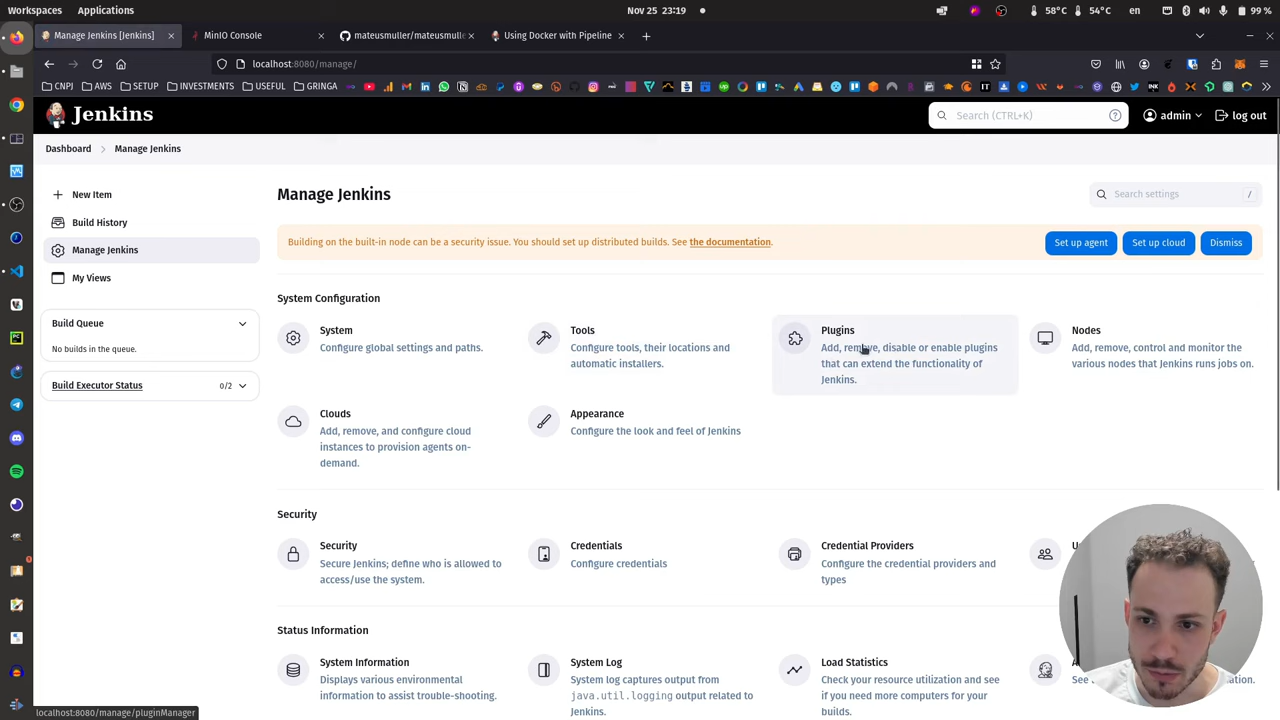 Workspaces Applications Nov 25 23:19 58°C 54°C en 99 %
Manage Jenkins [Jenkins] MinIO Console mateusmuller/mateusmulle Using Docker with Pipeline
localhost:8080/manage/
CNPJ AWS SETUP INVESTMENTS USEFUL GRINGA
Jenkins Search (CTRL+K) admin log out
Dashboard Manage Jenkins
New Item
Build History
Manage Jenkins
My Views
Build Queue
No builds in the queue.
Build Executor Status 0/2
Manage Jenkins Search settings /
Building on the built-in node can be a security issue. You should set up distributed builds. See the documentation. Set up agent Set up cloud Dismiss
System Configuration
System
Configure global settings and paths.
Tools
Configure tools, their locations and
automatic installers.
Plugins
Add, remove, disable or enable plugins
that can extend the functionality of
Jenkins.
Nodes
Add, remove, control and monitor the
various nodes that Jenkins runs jobs on.
Clouds
Add, remove, and configure cloud
instances to provision agents on-
demand.
Appearance
Configure the look and feel of Jenkins
Security
Security
Secure Jenkins; define who is allowed to
access/use the system.
Credentials
Configure credentials
Credential Providers
Configure the credential providers and
types
Status Information
System Information
Displays various environmental
information to assist trouble-shooting.
System Log
System log captures output from
java.util.logging output related to
Jenkins.
Load Statistics
Check your resource utilization and see
if you need more computers for your
builds.
localhost:8080/manage/pluginManager